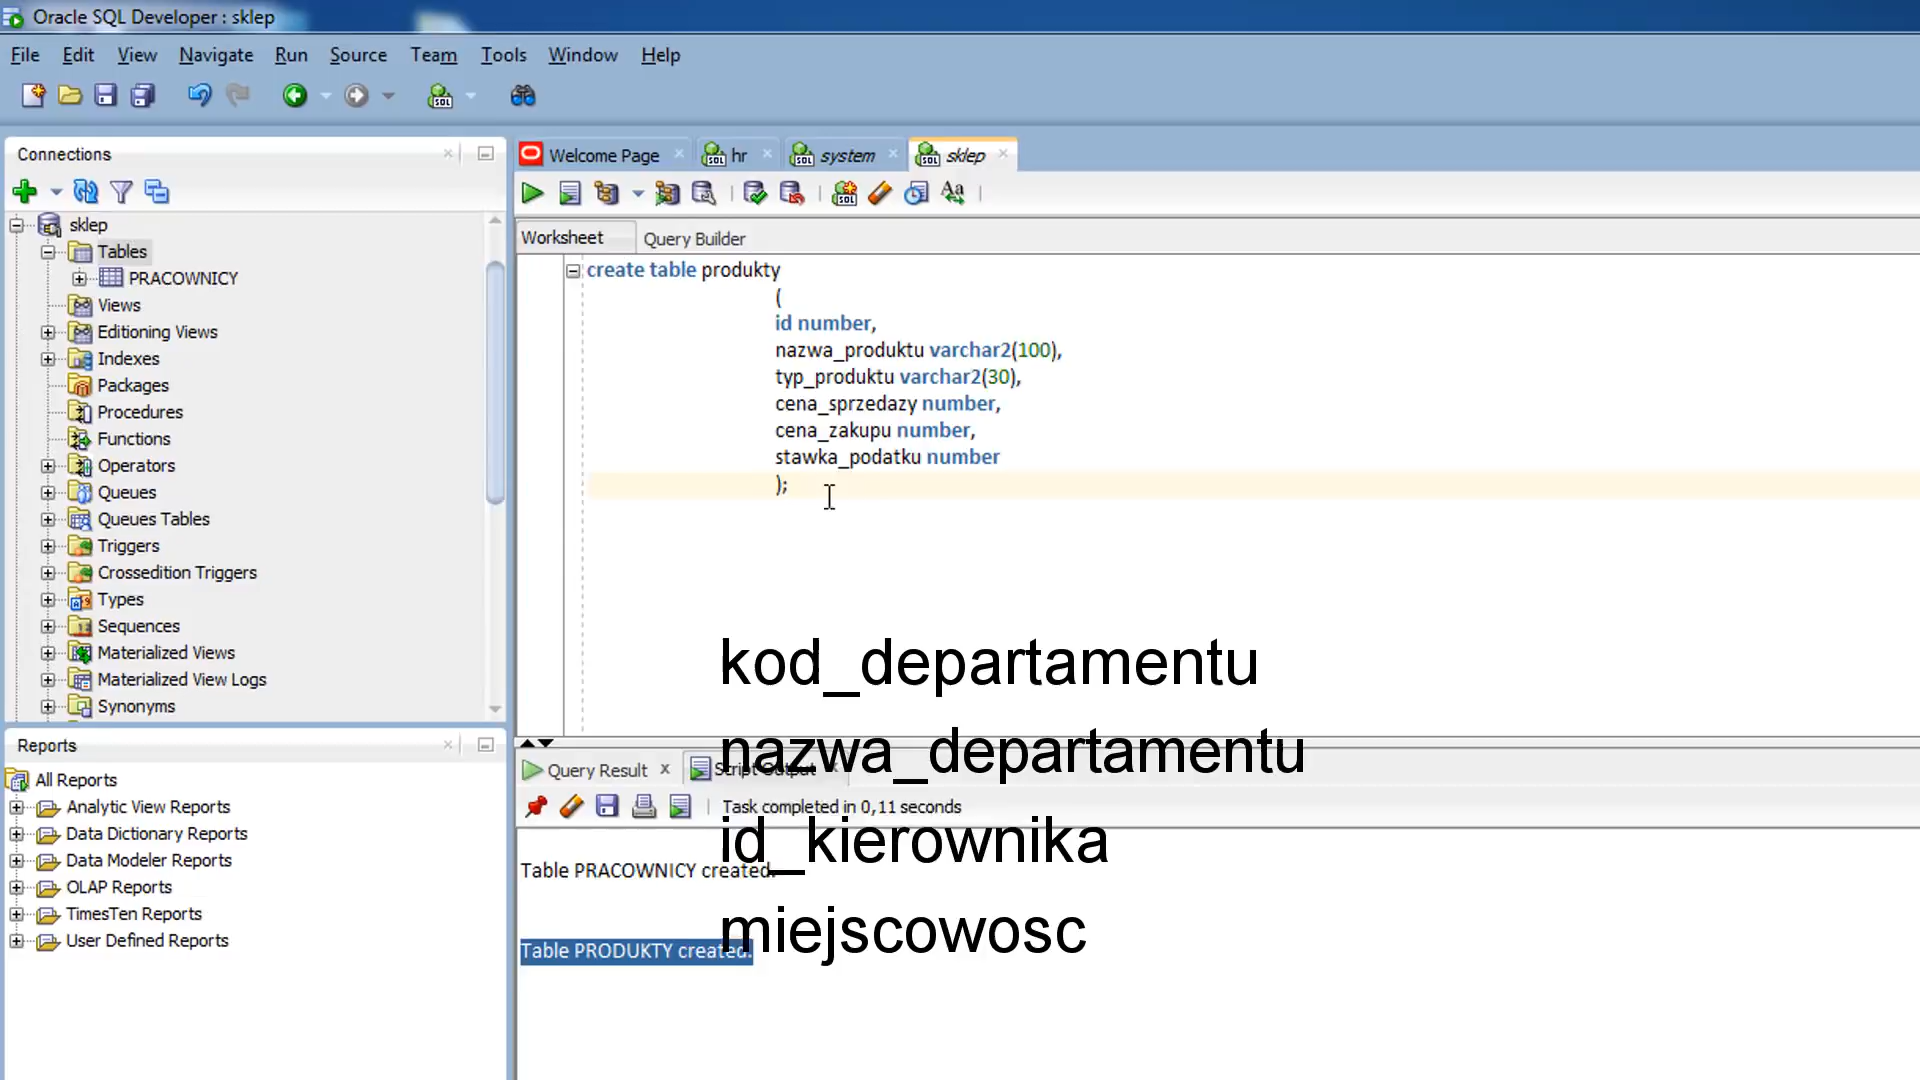 Oracle SQL Developer : sklep
File Edit View Navigate Run Source Team Tools Window Help
Connections
sklep
Tables
PRACOWNICY
Views
Editioning Views
Indexes
Packages
Procedures
Functions
Operators
Queues
Queues Tables
Triggers
Crossedition Triggers
Types
Sequences
Materialized Views
Materialized View Logs
Synonyms
Reports
All Reports
Analytic View Reports
Data Dictionary Reports
Data Modeler Reports
OLAP Reports
TimesTen Reports
User Defined Reports
Welcome Page hr system sklep
Worksheet Query Builder
create table produkty
(
id number,
nazwa_produktu varchar2(100),
typ_produktu varchar2(30),
cena_sprzedazy number,
cena_zakupu number,
stawka_podatku number
);
kod_departamentu
nazwa_departamentu
id_kierownika
miejscowosc
Query Result Script Output
Task completed in 0,11 seconds
Table PRACOWNICY created.
Table PRODUKTY created.